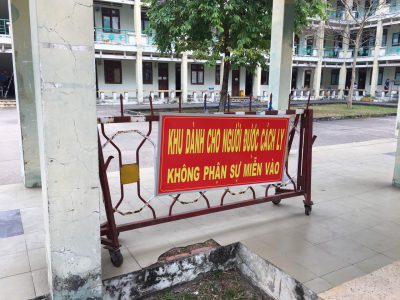 KHU DÀNH CHO NGƯỜI ĐƯỢC CÁCH LY
KHÔNG PHẬN SỰ MIỄN VÀO